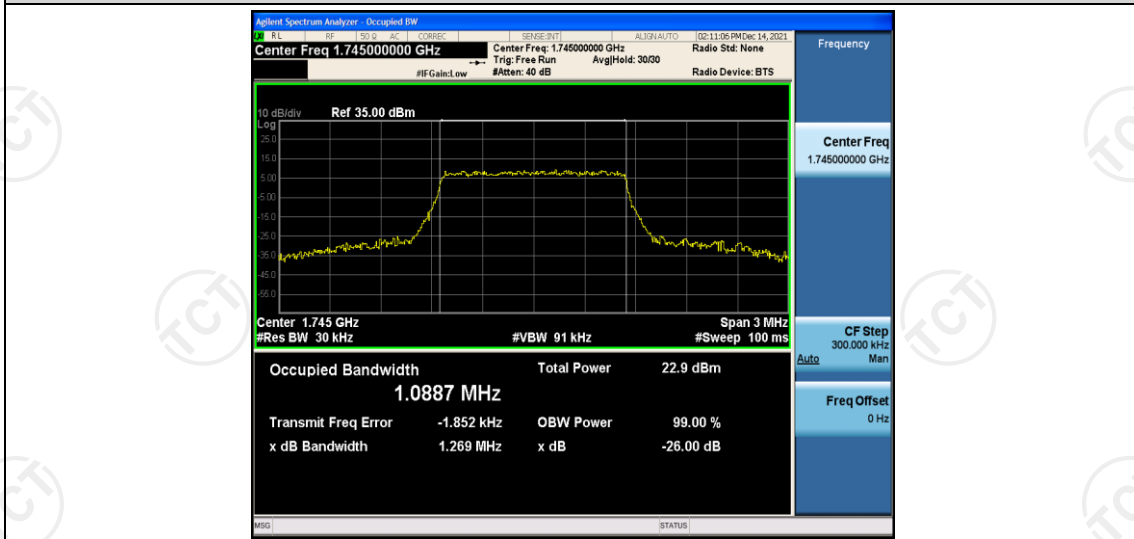 Agilent Spectrum Analyzer - Occupied BW
RL RF 50 Ω AC CORREC SENSE:INT ALIGN AUTO 02:11:06 PM Dec 14, 2021
Center Freq 1.745000000 GHz Center Freq: 1.745000000 GHz Radio Std: None
Trig: Free Run Avg|Hold: 30/30
#IFGain:Low #Atten: 40 dB Radio Device: BTS
10 dB/div Ref 35.00 dBm
Log
25.0
15.0
5.00
-5.00
-15.0
-25.0
-35.0
-45.0
-55.0
Center 1.745 GHz Span 3 MHz
#Res BW 30 kHz #VBW 91 kHz #Sweep 100 ms
Occupied Bandwidth Total Power 22.9 dBm
1.0887 MHz
Transmit Freq Error -1.852 kHz OBW Power 99.00 %
x dB Bandwidth 1.269 MHz x dB -26.00 dB
MSG STATUS
Frequency
Center Freq
1.745000000 GHz
CF Step
300.000 kHz
Auto Man
Freq Offset
0 Hz
TCT
TCT
TCT
TCT
TCT
TCT